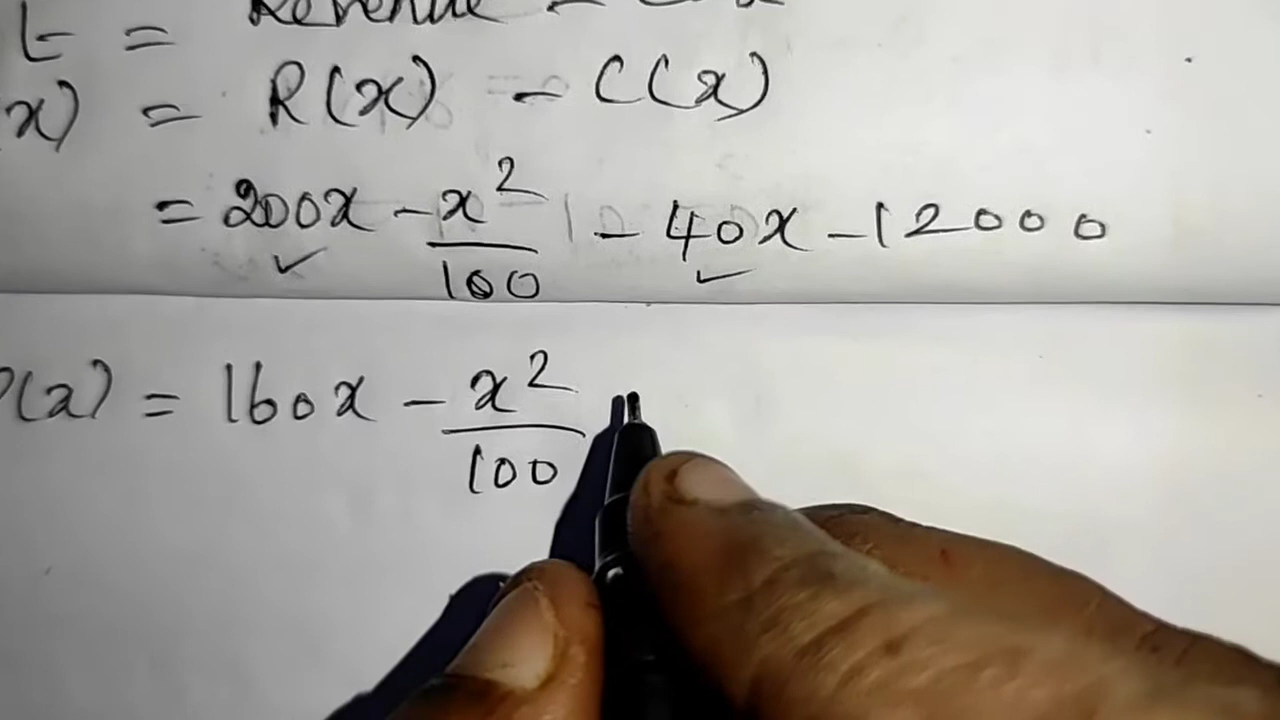 t = Revenue -
x) = R(x) - C(x)
= 200x - x²/100 - 40x - 12000
P(x) = 160x - x²/100